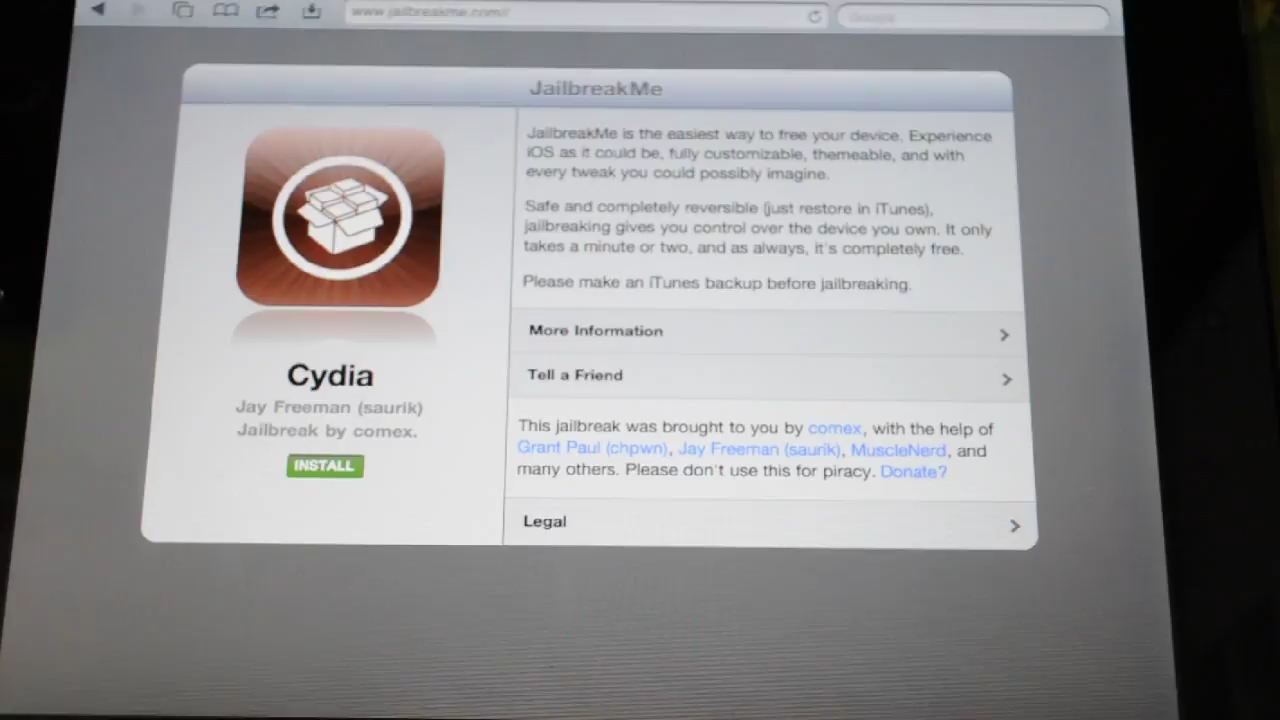 www.jailbreakme.com/#
Google
JailbreakMe
JailbreakMe is the easiest way to free your device. Experience
iOS as it could be, fully customizable, themeable, and with
every tweak you could possibly imagine.
Safe and completely reversible (just restore in iTunes),
jailbreaking gives you control over the device you own. It only
takes a minute or two, and as always, it's completely free.
Please make an iTunes backup before jailbreaking.
More Information
Tell a Friend
This jailbreak was brought to you by comex, with the help of
Grant Paul (chpwn), Jay Freeman (saurik), MuscleNerd, and
many others. Please don't use this for piracy. Donate?
Legal
Cydia
Jay Freeman (saurik)
Jailbreak by comex.
INSTALL